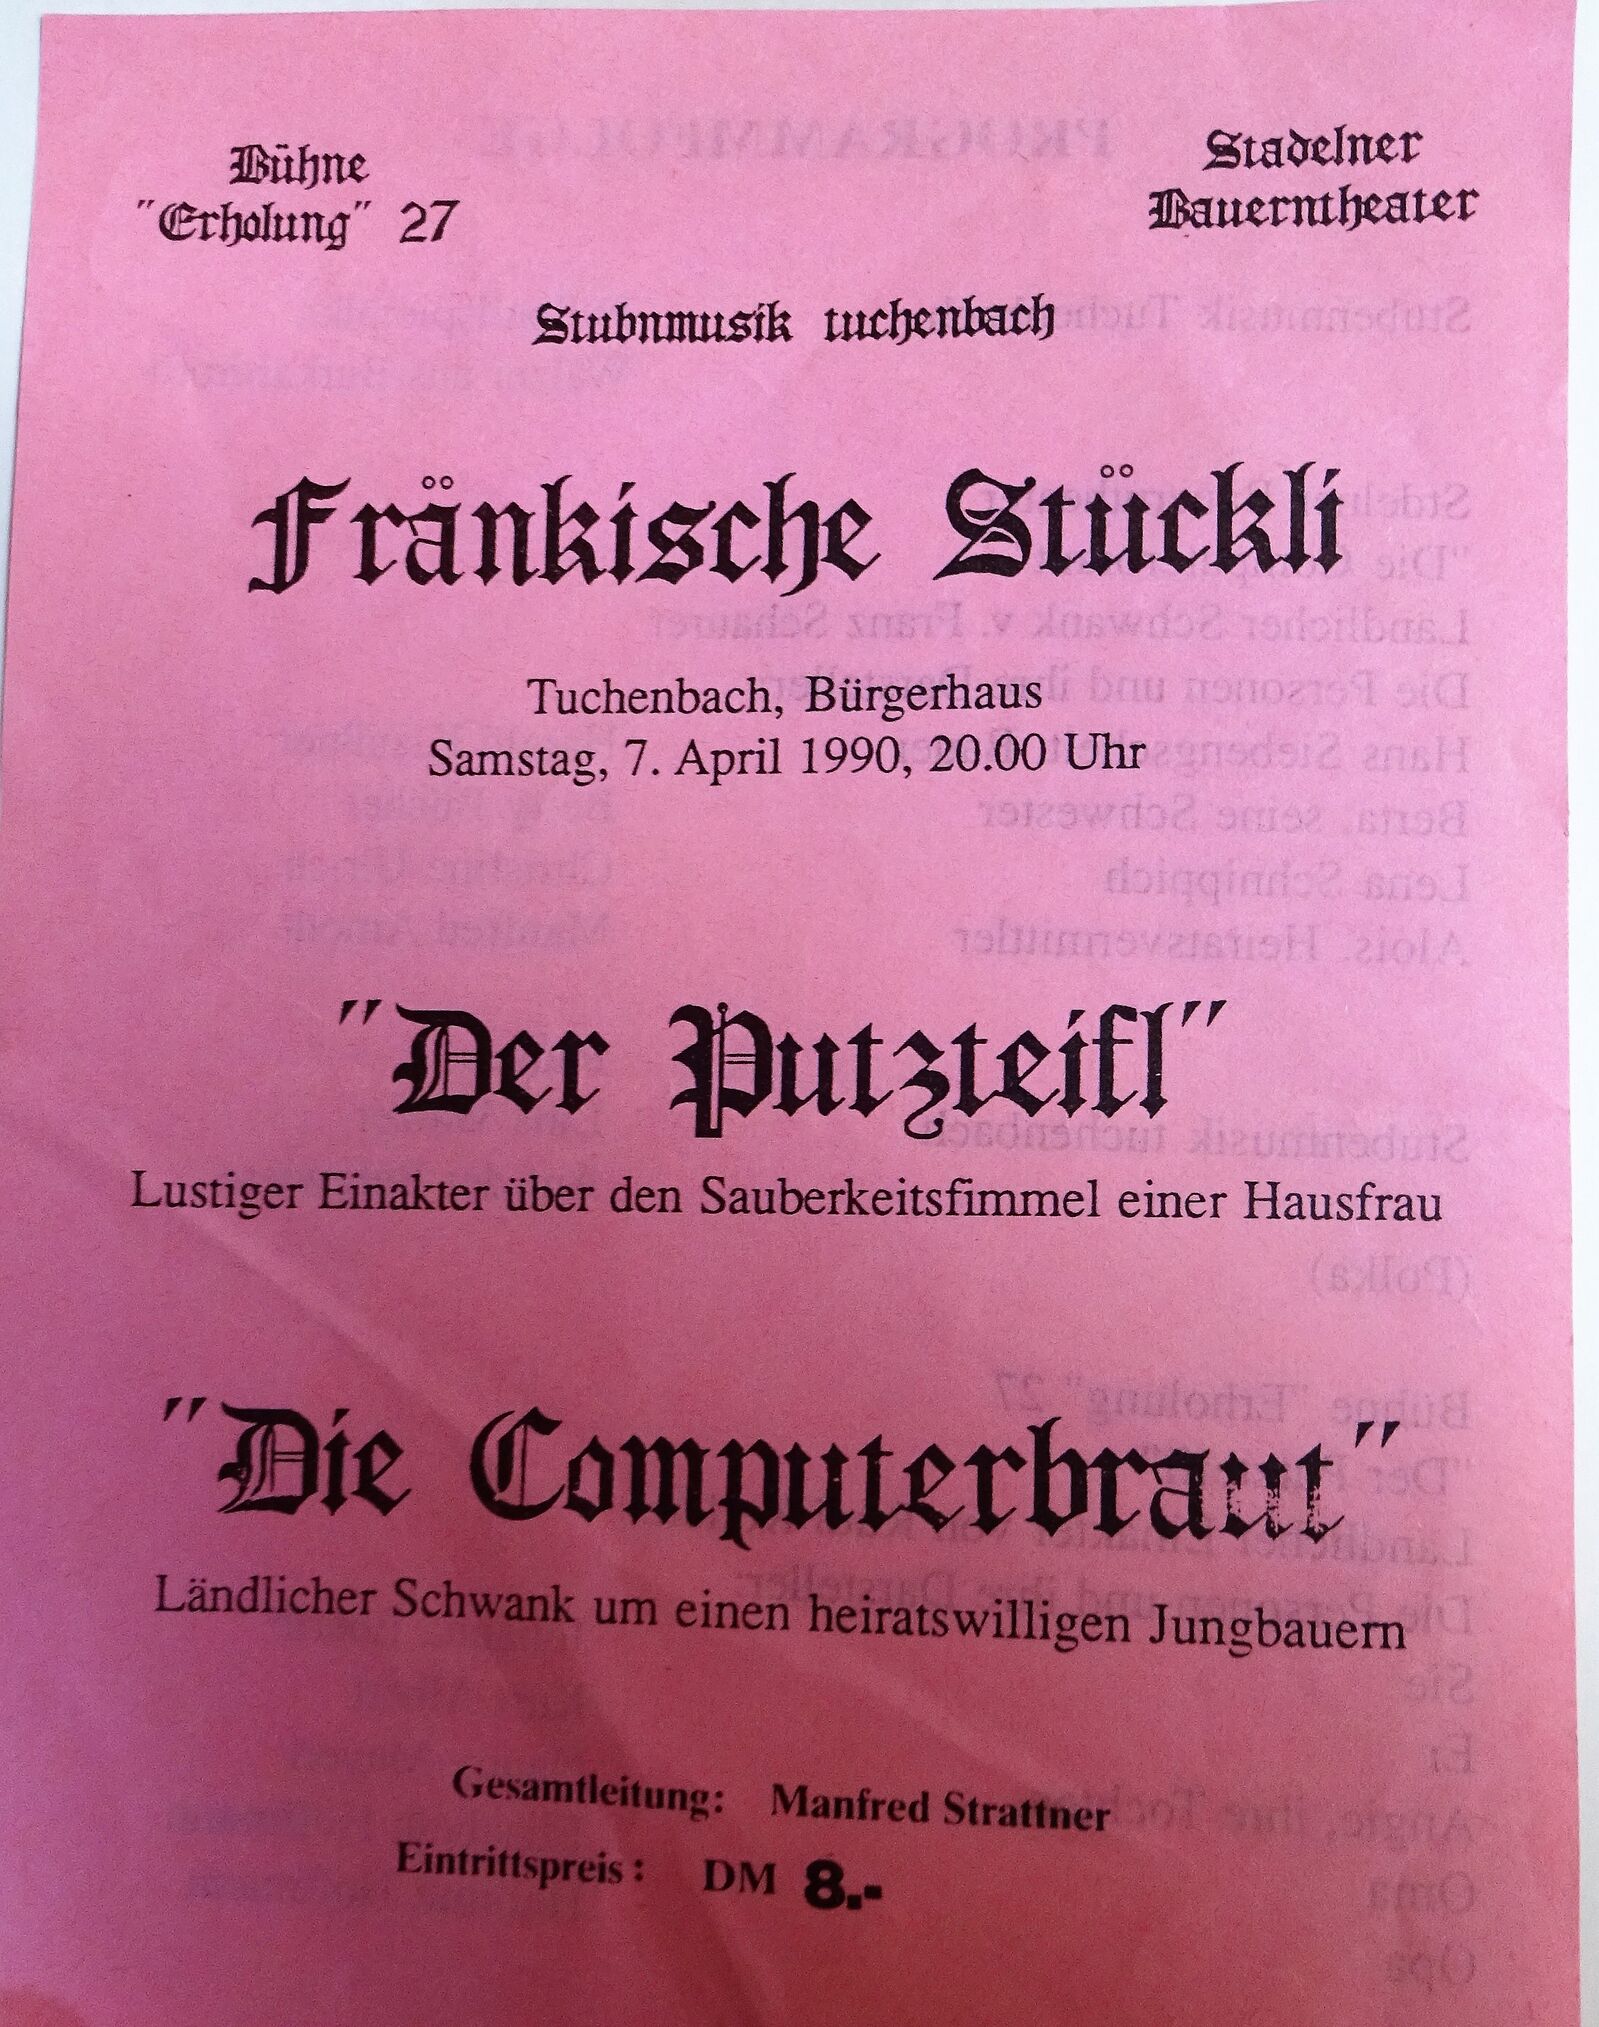 Bühne
"Erholung" 27
Stadelner
Bauerntheater
Stubnmusik tuchenbach
Fränkische Stückli
Tuchenbach, Bürgerhaus
Samstag, 7. April 1990, 20.00 Uhr
"Der Putzteifl"
Lustiger Einakter über den Sauberkeitsfimmel einer Hausfrau
"Die Computerbraut"
Ländlicher Schwank um einen heiratswilligen Jungbauern
Gesamtleitung: Manfred Strattner
Eintrittspreis: DM 8.-